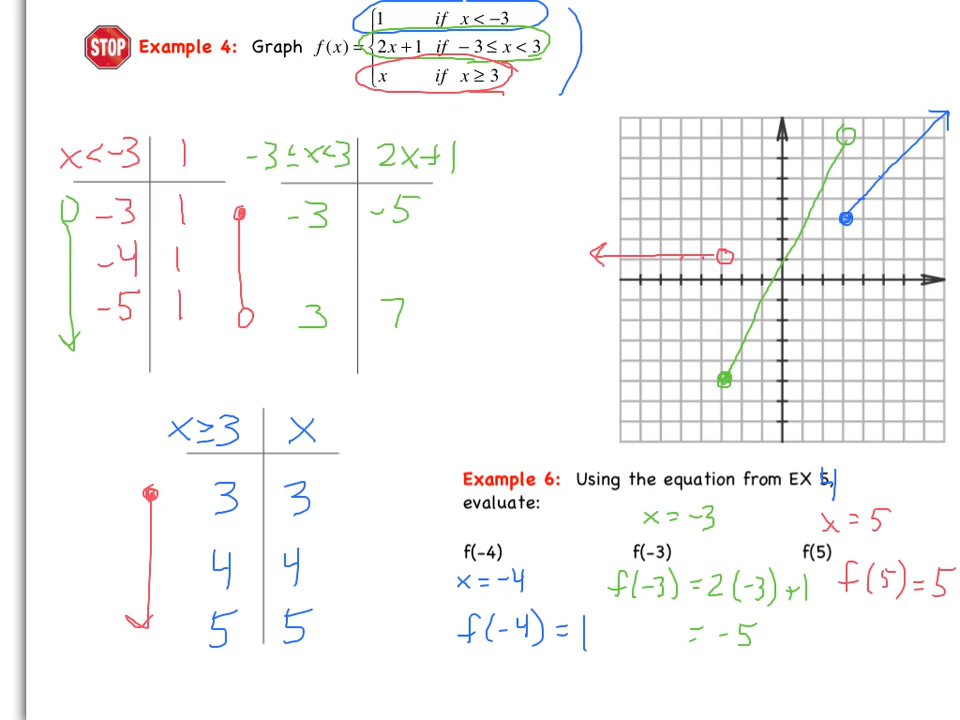 STOP Example 4: Graph f(x) = { 1 if x < -3
2x+1 if -3 ≤ x < 3
x if x ≥ 3
x < -3 | 1
-3 | 1
-4 | 1
-5 | 1
-3 ≤ x < 3 | 2x+1
-3 | -5
3 | 7
x ≥ 3 | x
3 | 3
4 | 4
5 | 5
Example 6: Using the equation from EX 4,
evaluate:
x = -3
x = 5
f(-4) f(-3) f(5)
x = -4
f(-4) = 1
f(-3) = 2(-3)+1
= -5
f(5) = 5